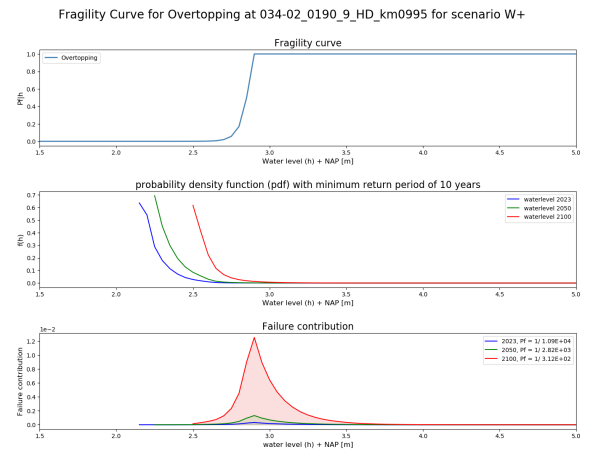 Fragility Curve for Overtopping at 034-02_0190_9_HD_km0995 for scenario W+
Fragility curve
1.0
0.8
0.6
0.4
0.2
0.0
Pf|h
Overtopping
1.5 2.0 2.5 3.0 3.5 4.0 4.5 5.0
Water level (h) + NAP [m]
probability density function (pdf) with minimum return period of 10 years
0.7
0.6
0.5
0.4
0.3
0.2
0.1
0.0
f(h)
waterlevel 2023
waterlevel 2050
waterlevel 2100
1.5 2.0 2.5 3.0 3.5 4.0 4.5 5.0
Water level (h) + NAP [m]
Failure contribution
1e-2
1.2
1.0
0.8
0.6
0.4
0.2
0.0
Failure contribution
2023, Pf = 1/ 1.09E+04
2050, Pf = 1/ 2.82E+03
2100, Pf = 1/ 3.12E+02
1.5 2.0 2.5 3.0 3.5 4.0 4.5 5.0
water level (h) + NAP [m]